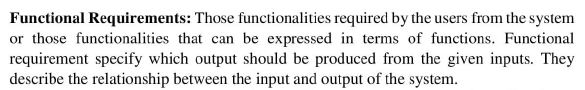 Functional Requirements: Those functionalities required by the users from the system
or those functionalities that can be expressed in terms of functions. Functional
requirement specify which output should be produced from the given inputs. They
describe the relationship between the input and output of the system.